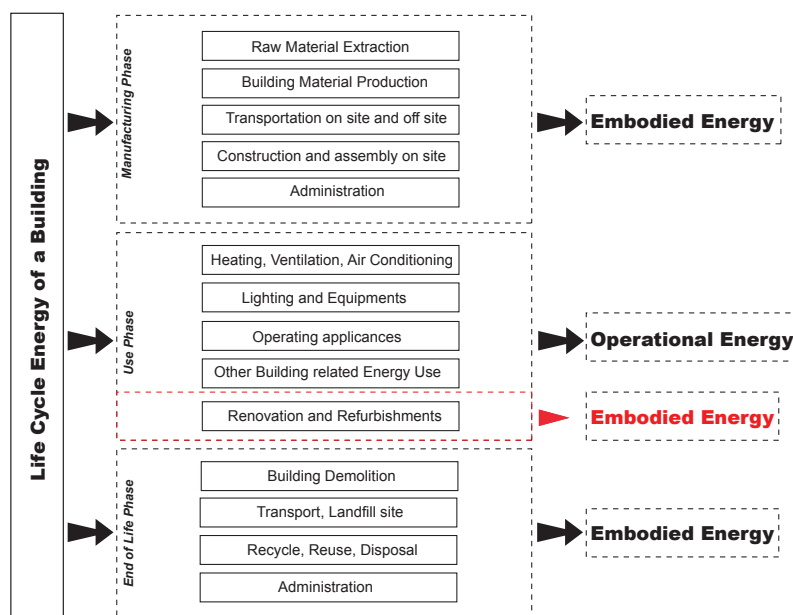 Life Cycle Energy of a Building
Manufacturing Phase
Raw Material Extraction
Building Material Production
Transportation on site and off site
Construction and assembly on site
Administration
Embodied Energy
Use Phase
Heating, Ventilation, Air Conditioning
Lighting and Equipments
Operating applicances
Other Building related Energy Use
Operational Energy
Renovation and Refurbishments
Embodied Energy
End of Life Phase
Building Demolition
Transport, Landfill site
Recycle, Reuse, Disposal
Administration
Embodied Energy